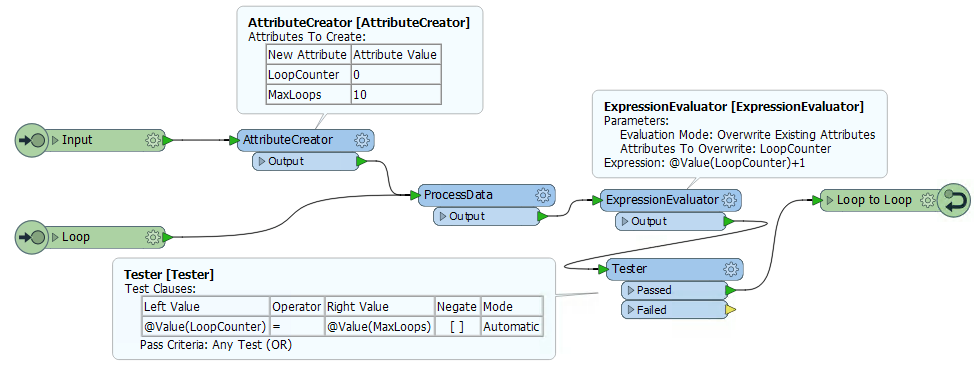 AttributeCreator [AttributeCreator]
Attributes To Create:
New Attribute Attribute Value
LoopCounter 0
MaxLoops 10
ExpressionEvaluator [ExpressionEvaluator]
Parameters:
Evaluation Mode: Overwrite Existing Attributes
Attributes To Overwrite: LoopCounter
Expression: @Value(LoopCounter)+1
Input
AttributeCreator
Output
ProcessData
Output
ExpressionEvaluator
Output
Loop to Loop
Loop
Tester
Passed
Failed
Tester [Tester]
Test Clauses:
Left Value Operator Right Value Negate Mode
@Value(LoopCounter) = @Value(MaxLoops) [ ] Automatic
Pass Criteria: Any Test (OR)